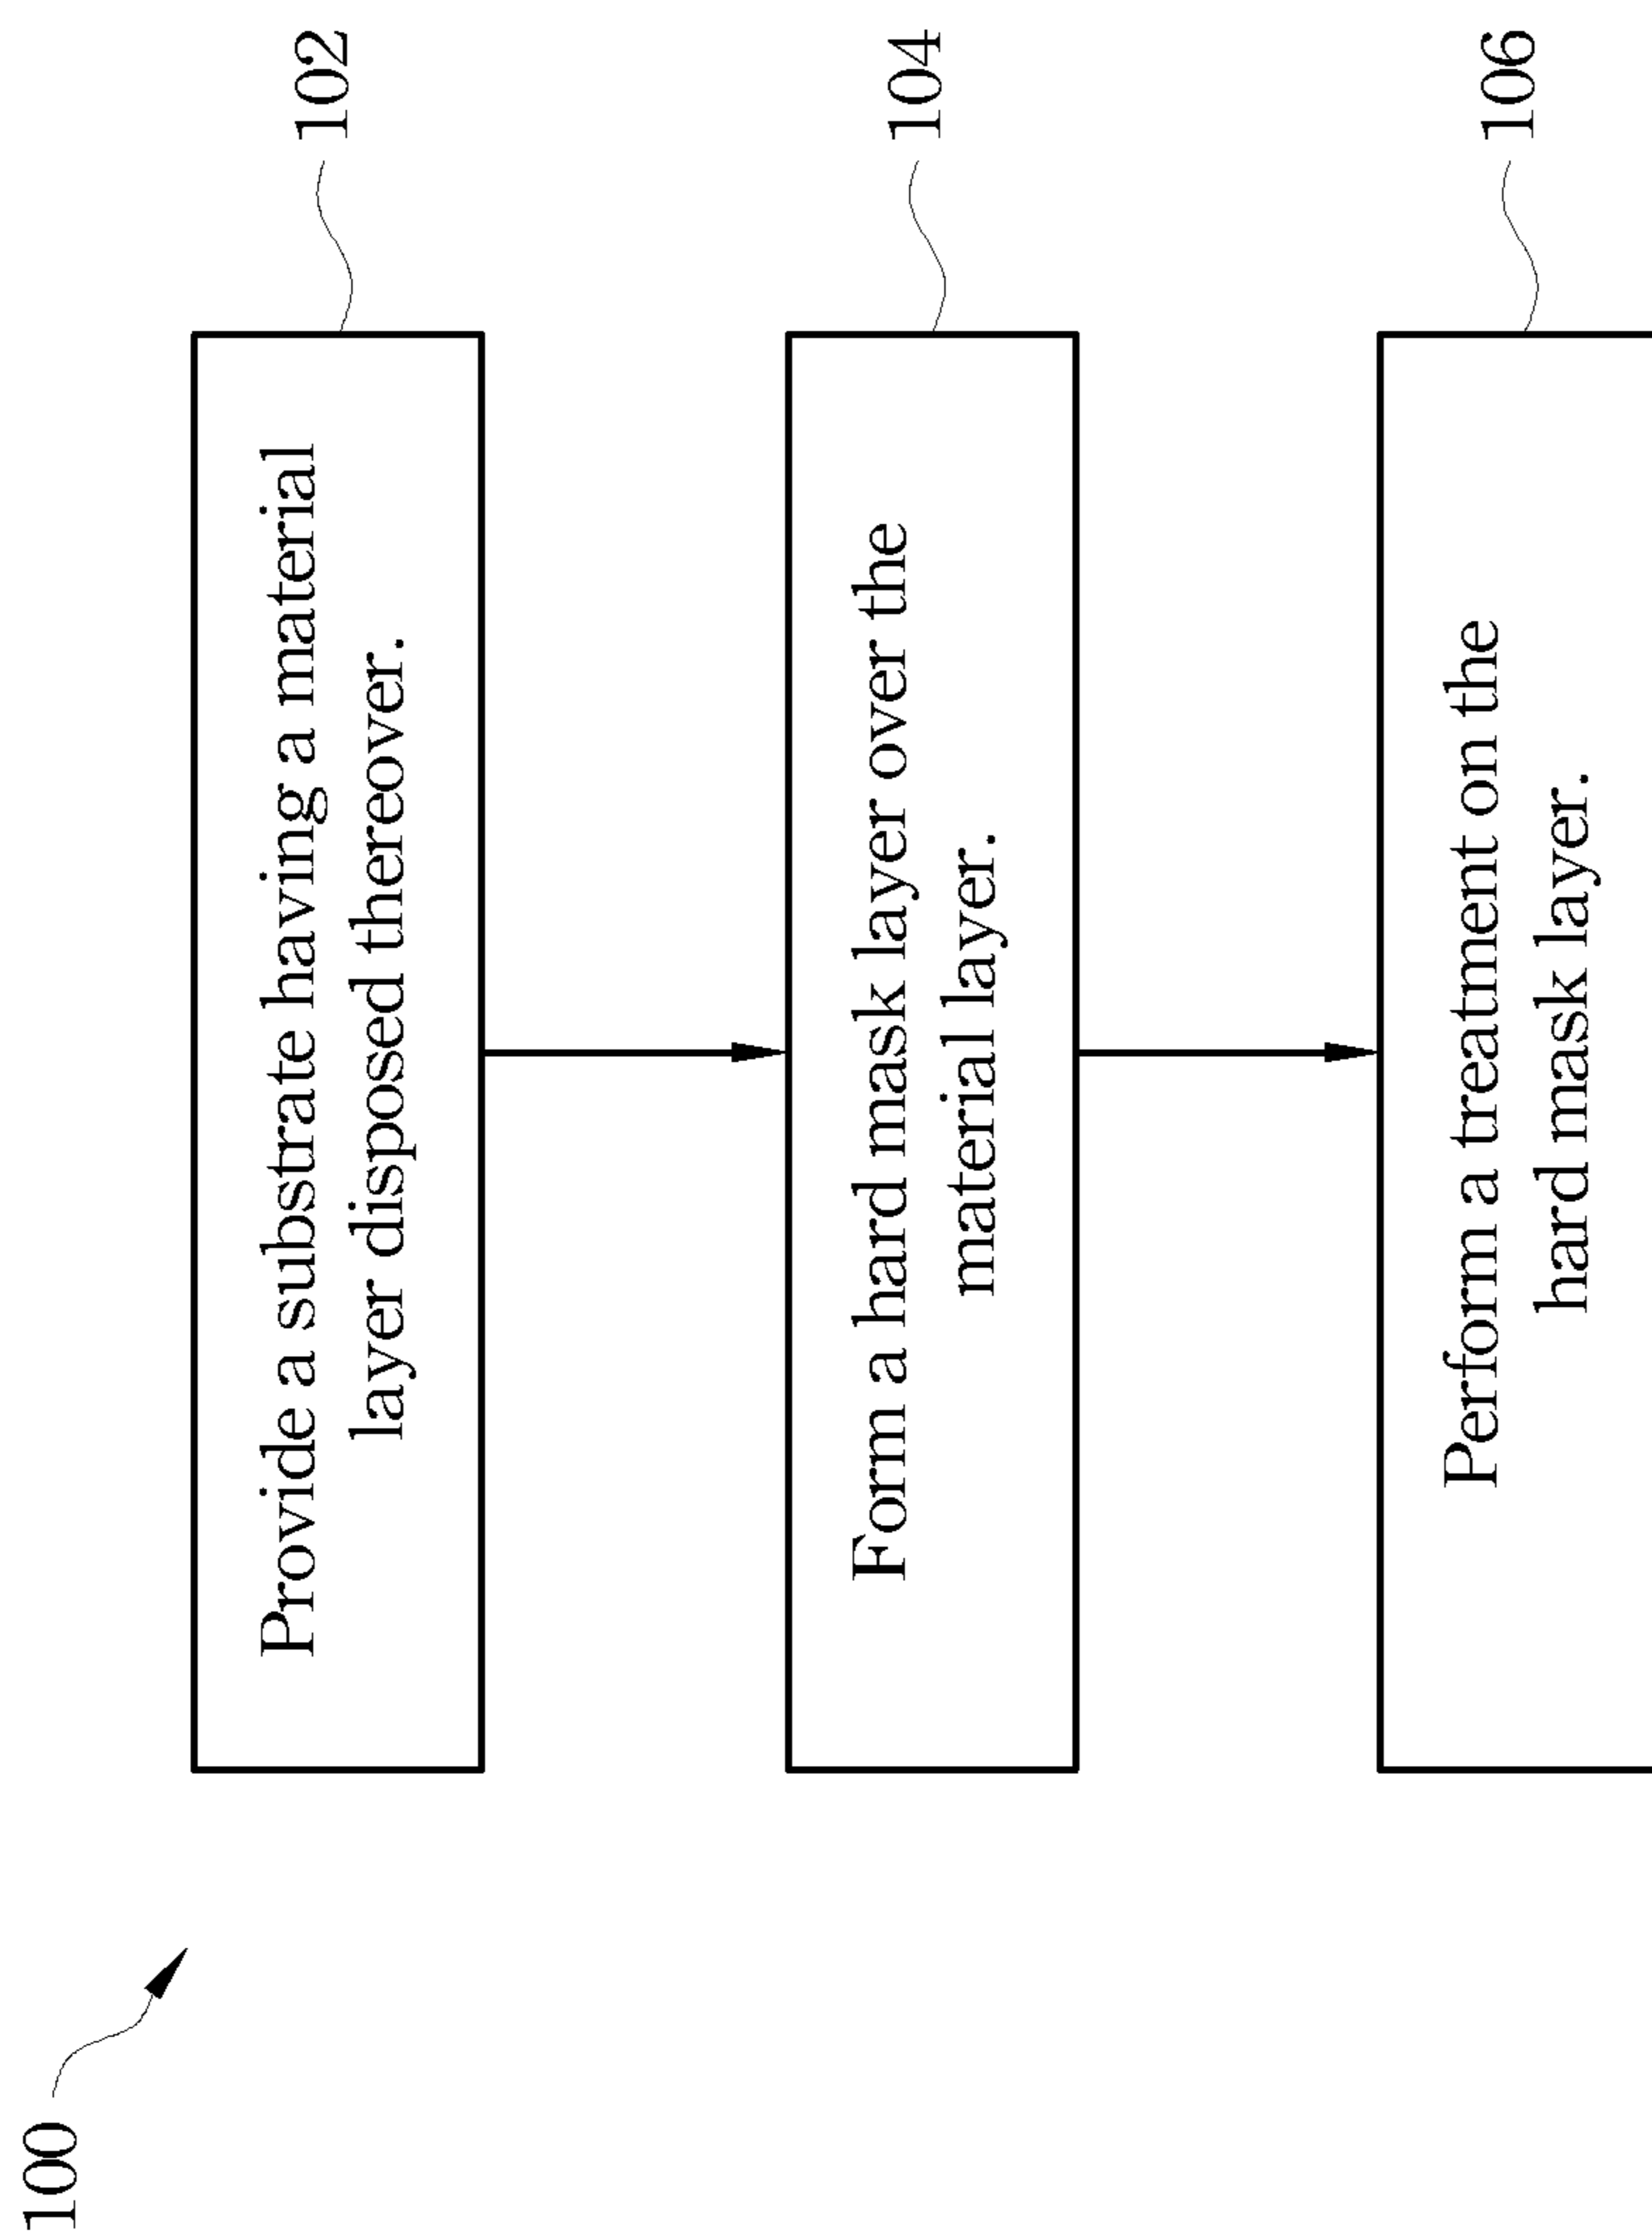 100
Provide a substrate having a material
layer disposed thereover.
102
Form a hard mask layer over the
material layer.
104
Perform a treatment on the
hard mask layer.
106